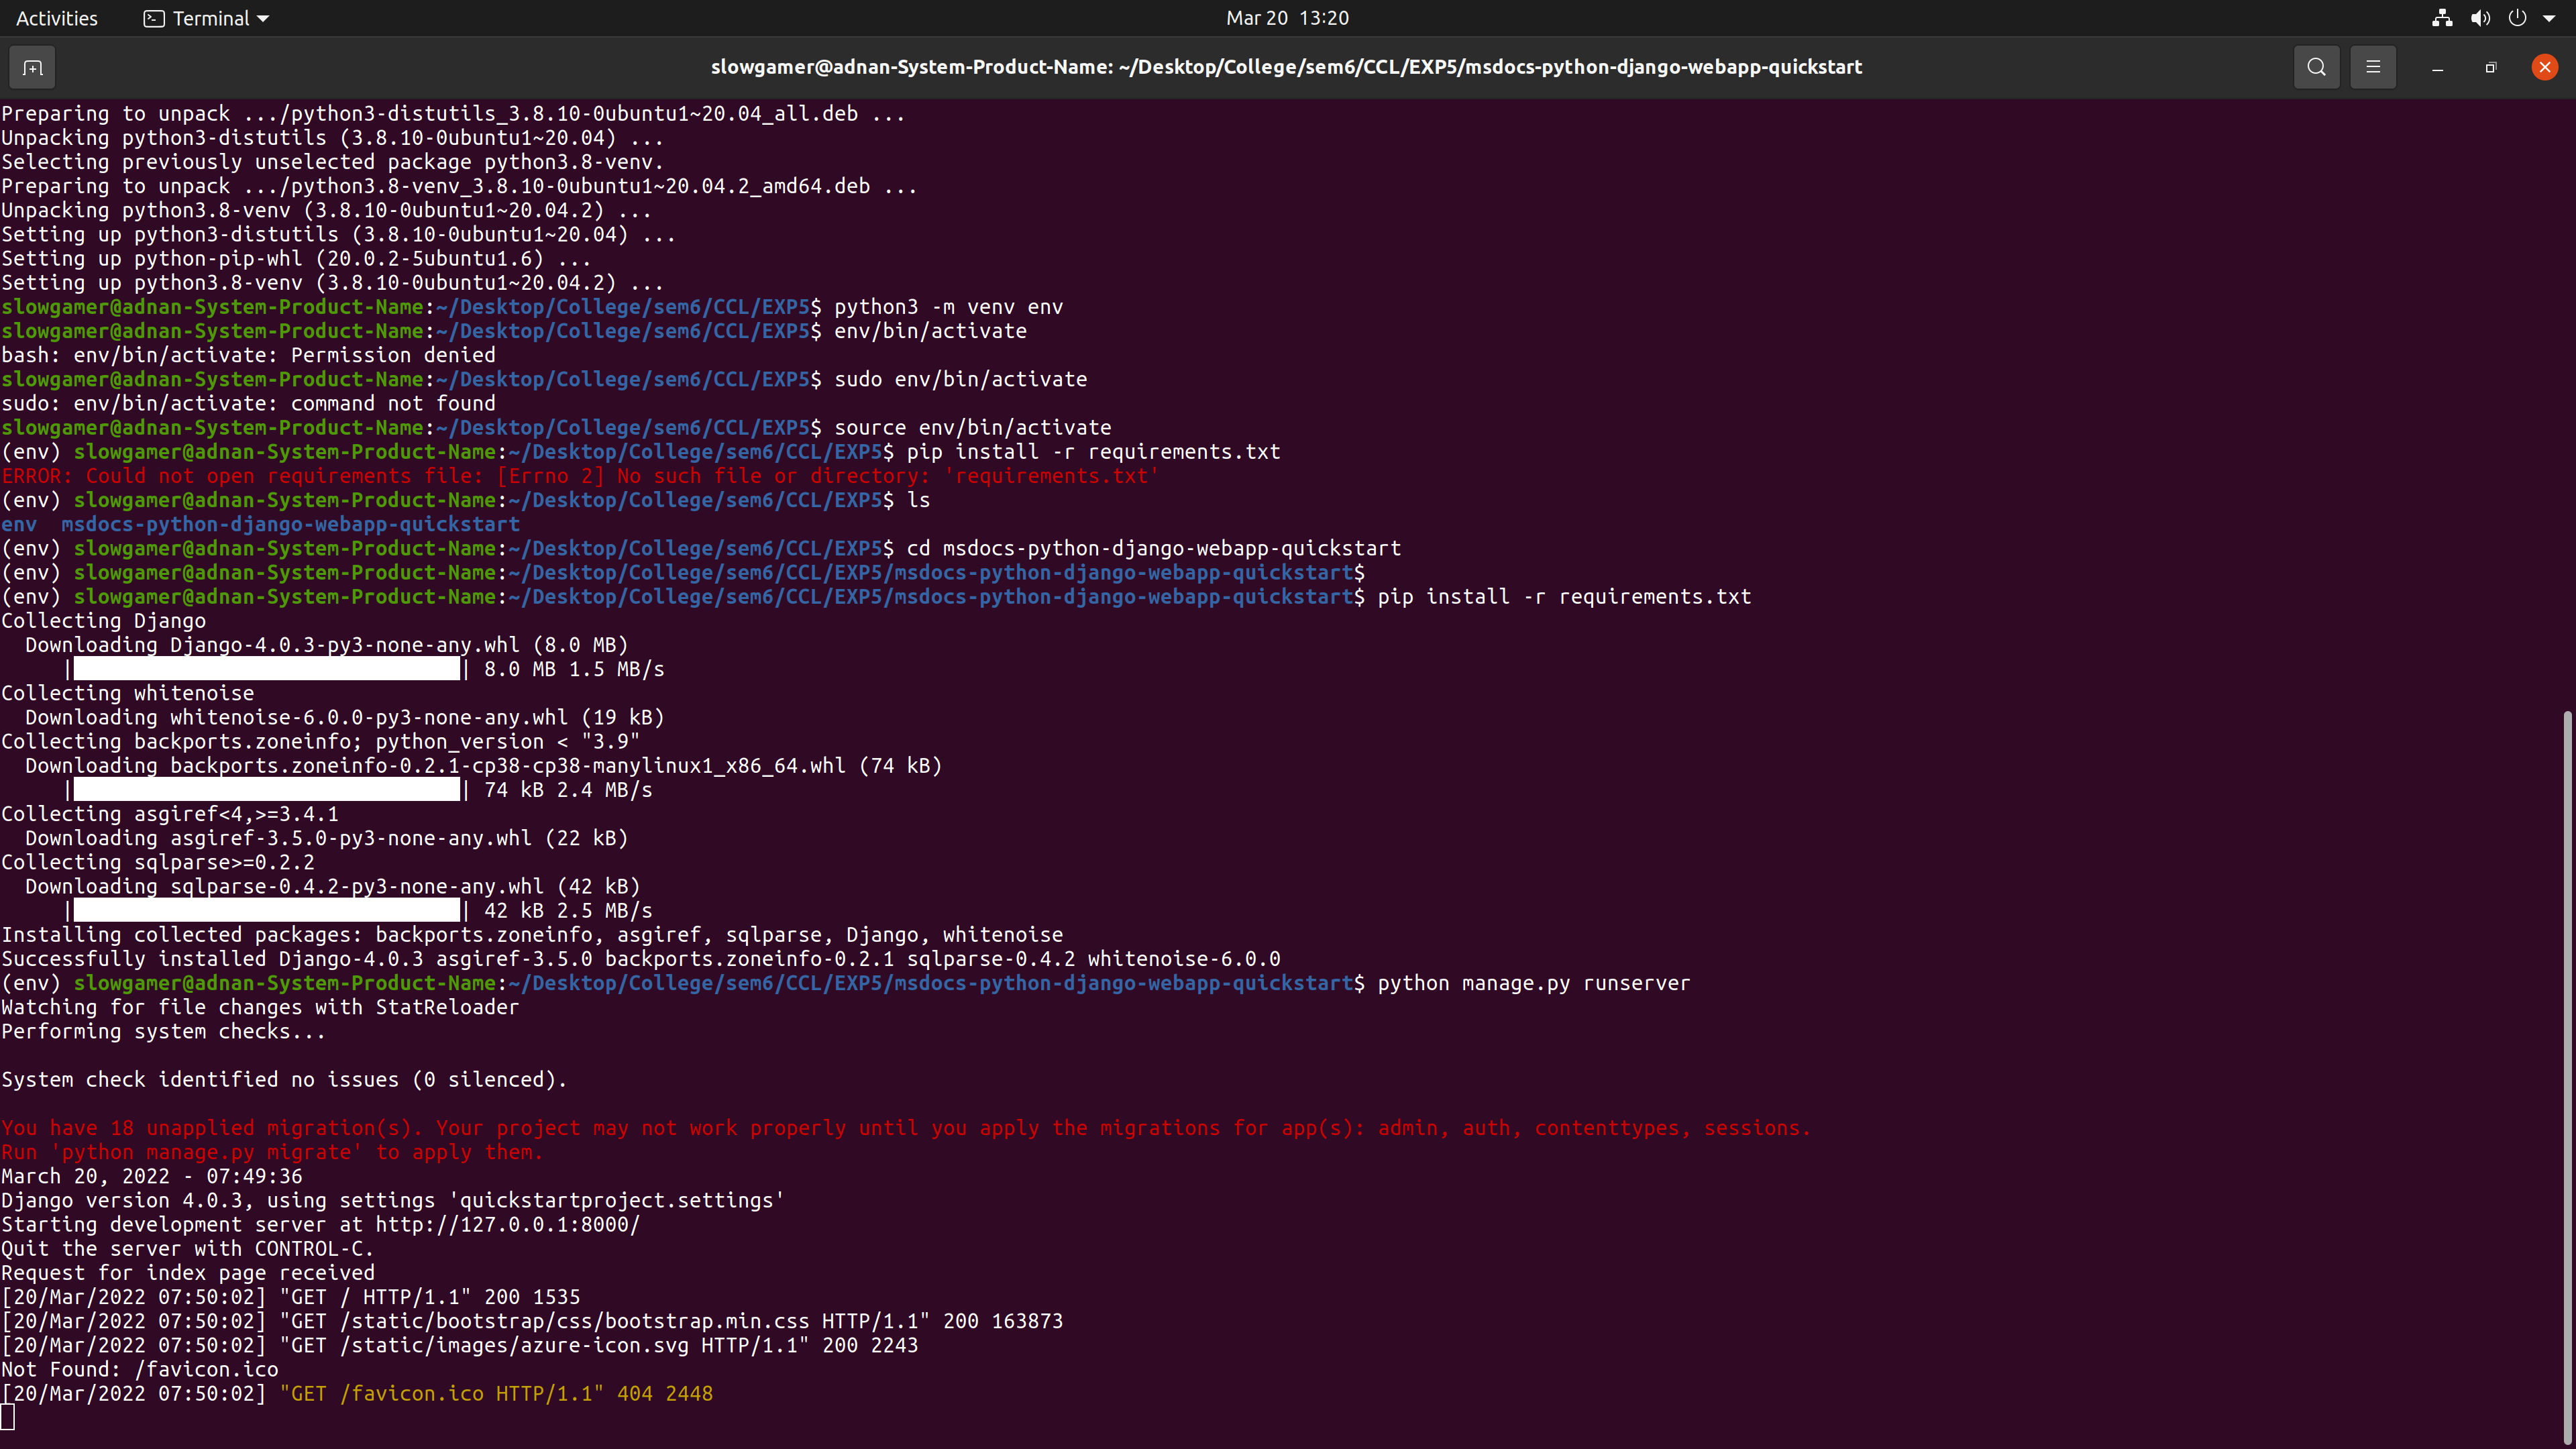 Activities
Terminal
Mar 20  13:20
slowgamer@adnan-System-Product-Name: ~/Desktop/College/sem6/CCL/EXP5/msdocs-python-django-webapp-quickstart
Preparing to unpack .../python3-distutils_3.8.10-0ubuntu1~20.04_all.deb ...
Unpacking python3-distutils (3.8.10-0ubuntu1~20.04) ...
Selecting previously unselected package python3.8-venv.
Preparing to unpack .../python3.8-venv_3.8.10-0ubuntu1~20.04.2_amd64.deb ...
Unpacking python3.8-venv (3.8.10-0ubuntu1~20.04.2) ...
Setting up python3-distutils (3.8.10-0ubuntu1~20.04) ...
Setting up python-pip-whl (20.0.2-5ubuntu1.6) ...
Setting up python3.8-venv (3.8.10-0ubuntu1~20.04.2) ...
slowgamer@adnan-System-Product-Name:~/Desktop/College/sem6/CCL/EXP5$ python3 -m venv env
slowgamer@adnan-System-Product-Name:~/Desktop/College/sem6/CCL/EXP5$ env/bin/activate
bash: env/bin/activate: Permission denied
slowgamer@adnan-System-Product-Name:~/Desktop/College/sem6/CCL/EXP5$ sudo env/bin/activate
sudo: env/bin/activate: command not found
slowgamer@adnan-System-Product-Name:~/Desktop/College/sem6/CCL/EXP5$ source env/bin/activate
(env) slowgamer@adnan-System-Product-Name:~/Desktop/College/sem6/CCL/EXP5$ pip install -r requirements.txt
ERROR: Could not open requirements file: [Errno 2] No such file or directory: 'requirements.txt'
(env) slowgamer@adnan-System-Product-Name:~/Desktop/College/sem6/CCL/EXP5$ ls
env  msdocs-python-django-webapp-quickstart
(env) slowgamer@adnan-System-Product-Name:~/Desktop/College/sem6/CCL/EXP5$ cd msdocs-python-django-webapp-quickstart
(env) slowgamer@adnan-System-Product-Name:~/Desktop/College/sem6/CCL/EXP5/msdocs-python-django-webapp-quickstart$
(env) slowgamer@adnan-System-Product-Name:~/Desktop/College/sem6/CCL/EXP5/msdocs-python-django-webapp-quickstart$ pip install -r requirements.txt
Collecting Django
  Downloading Django-4.0.3-py3-none-any.whl (8.0 MB)
| | 8.0 MB 1.5 MB/s
Collecting whitenoise
  Downloading whitenoise-6.0.0-py3-none-any.whl (19 kB)
Collecting backports.zoneinfo; python_version < "3.9"
  Downloading backports.zoneinfo-0.2.1-cp38-cp38-manylinux1_x86_64.whl (74 kB)
| | 74 kB 2.4 MB/s
Collecting asgiref<4,>=3.4.1
  Downloading asgiref-3.5.0-py3-none-any.whl (22 kB)
Collecting sqlparse>=0.2.2
  Downloading sqlparse-0.4.2-py3-none-any.whl (42 kB)
| | 42 kB 2.5 MB/s
Installing collected packages: backports.zoneinfo, asgiref, sqlparse, Django, whitenoise
Successfully installed Django-4.0.3 asgiref-3.5.0 backports.zoneinfo-0.2.1 sqlparse-0.4.2 whitenoise-6.0.0
(env) slowgamer@adnan-System-Product-Name:~/Desktop/College/sem6/CCL/EXP5/msdocs-python-django-webapp-quickstart$ python manage.py runserver
Watching for file changes with StatReloader
Performing system checks...
System check identified no issues (0 silenced).
You have 18 unapplied migration(s). Your project may not work properly until you apply the migrations for app(s): admin, auth, contenttypes, sessions.
Run 'python manage.py migrate' to apply them.
March 20, 2022 - 07:49:36
Django version 4.0.3, using settings 'quickstartproject.settings'
Starting development server at http://127.0.0.1:8000/
Quit the server with CONTROL-C.
Request for index page received
[20/Mar/2022 07:50:02] "GET / HTTP/1.1" 200 1535
[20/Mar/2022 07:50:02] "GET /static/bootstrap/css/bootstrap.min.css HTTP/1.1" 200 163873
[20/Mar/2022 07:50:02] "GET /static/images/azure-icon.svg HTTP/1.1" 200 2243
Not Found: /favicon.ico
[20/Mar/2022 07:50:02] "GET /favicon.ico HTTP/1.1" 404 2448